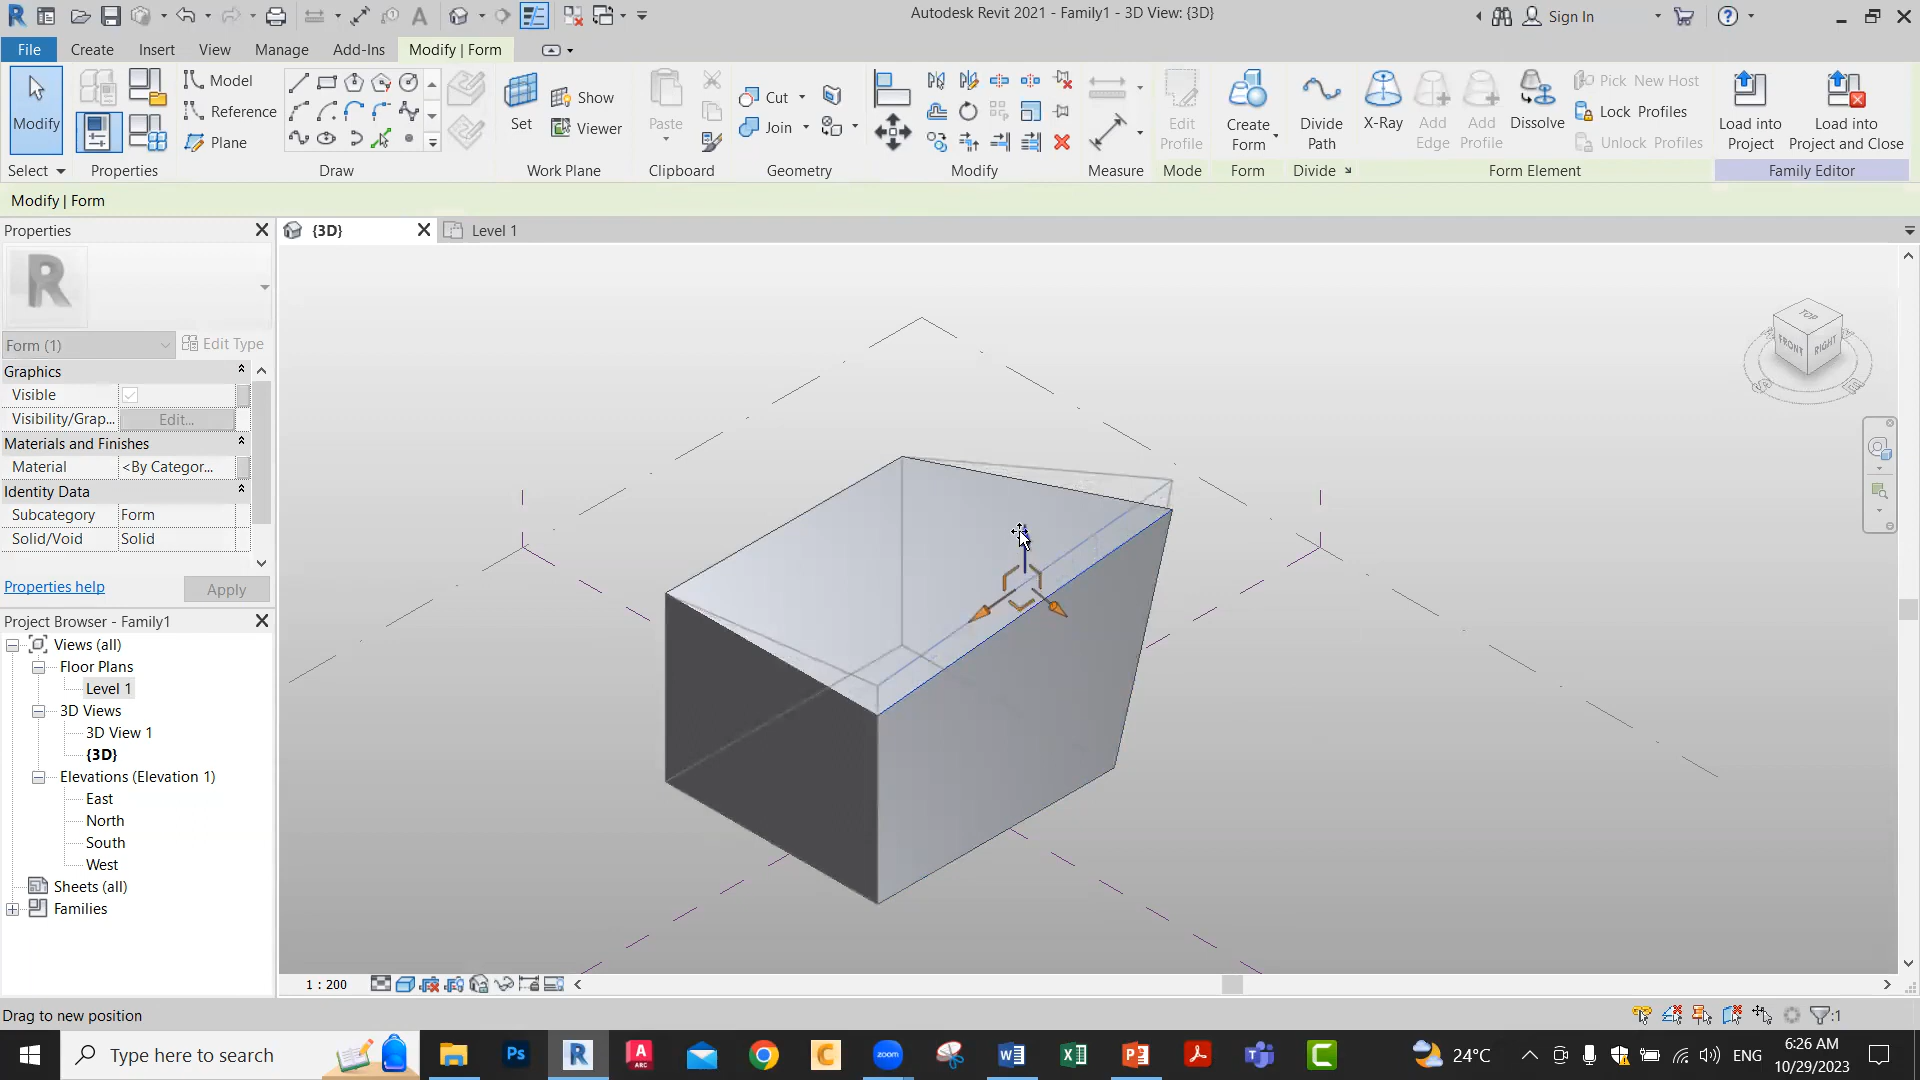 Autodesk Revit 2021 - Family1 - 3D View: {3D}
Sign In
File
Create
Insert
View
Manage
Add-Ins
Modify | Form
Modify
Select
Properties
Model
Reference
Plane
Draw
Set
Show
Viewer
Work Plane
Paste
Clipboard
Cut
Join
Geometry
Modify
Measure
Edit
Profile
Mode
Create
Form
Form
Divide
Path
Divide
X-Ray
Add
Edge
Add
Profile
Dissolve
Pick New Host
Lock Profiles
Unlock Profiles
Form Element
Load into
Project
Load into
Project and Close
Family Editor
Modify | Form
Properties
{3D}
Level 1
R
Form (1)
Edit Type
Graphics
Visible
Visibility/Grap...
Edit...
Materials and Finishes
Material
<By Categor...
Identity Data
Subcategory
Form
Solid/Void
Solid
Properties help
Apply
TOP
FRONT
RIGHT
Project Browser - Family1
Views (all)
Floor Plans
Level 1
3D Views
3D View 1
{3D}
Elevations (Elevation 1)
East
North
South
West
Sheets (all)
Families
1 : 200
Drag to new position
:1
Type here to search
Ps
R
A
ARC
C
zoom
24°C
ENG
6:26 AM
10/29/2023